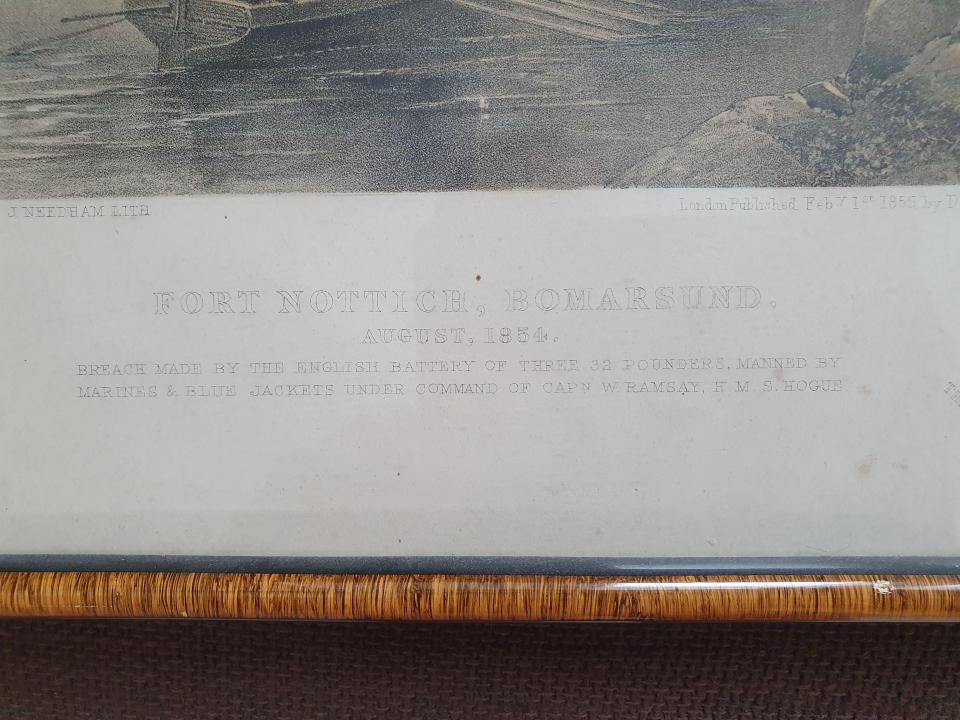 J NEEDHAM LITH
London Published Feby 1st 1855 by D
FORT NOTTICH, BOMARSUND.
AUGUST, 1854.
BREACH MADE BY THE ENGLISH BATTERY OF THREE 32 POUNDERS, MANNED BY
MARINES & BLUE JACKETS UNDER COMMAND OF CAPN W. RAMSAY, H M S. HOGUE